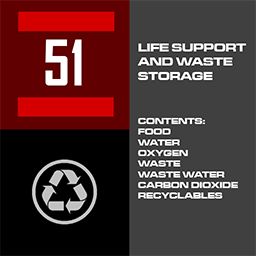 51
LIFE SUPPORT
AND WASTE
STORAGE
CONTENTS:
FOOD
WATER
OXYGEN
WASTE
WASTE WATER
CARBON DIOXIDE
RECYCLABLES